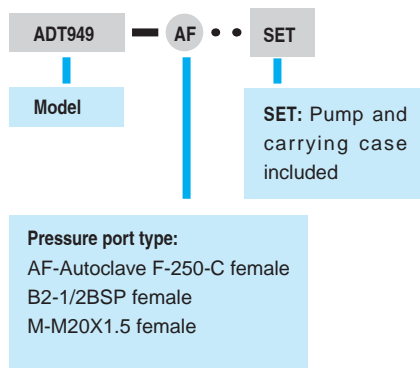 ADT949 — AF • • SET
Model
SET: Pump and
carrying case
included
Pressure port type:
AF-Autoclave F-250-C female
B2-1/2BSP female
M-M20X1.5 female